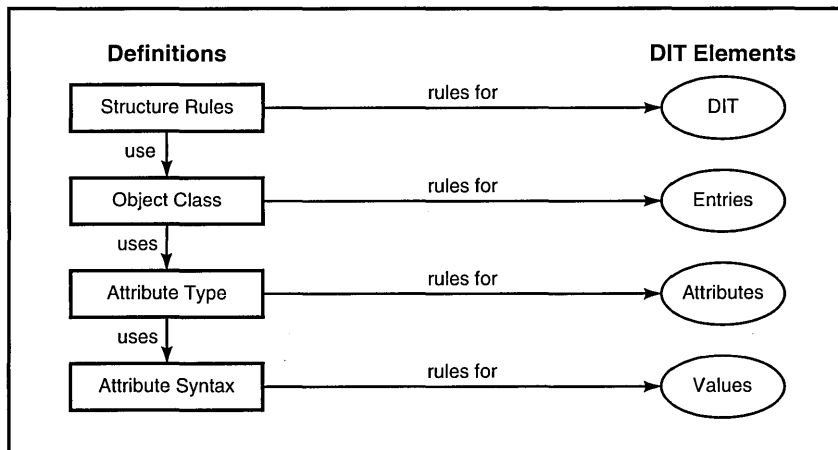 Definitions
DIT Elements
Structure Rules
rules for
DIT
use
Object Class
rules for
Entries
uses
Attribute Type
rules for
Attributes
uses
Attribute Syntax
rules for
Values